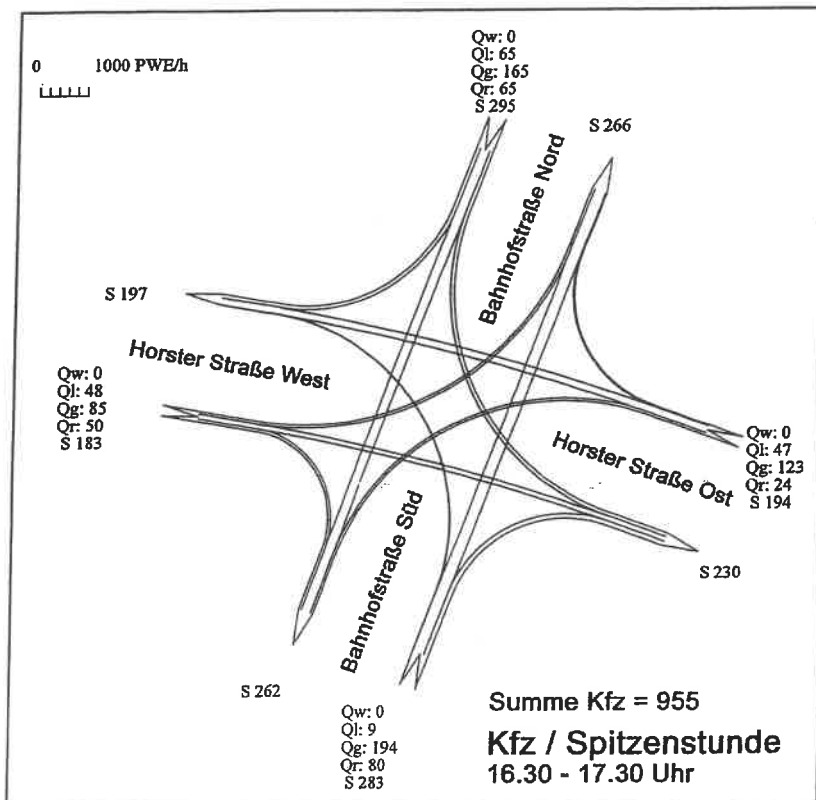 0 1000 PWE/h
Qw: 0
Ql: 65
Qg: 165
Qr: 65
S 295
S 266
Bahnhofstraße Nord
S 197
Horster Straße West
Qw: 0
Ql: 48
Qg: 85
Qr: 50
S 183
Qw: 0
Ql: 47
Qg: 123
Qr: 24
S 194
Horster Straße Ost
S 230
Bahnhofstraße Süd
S 262
Qw: 0
Ql: 9
Qg: 194
Qr: 80
S 283
Summe Kfz = 955
Kfz / Spitzenstunde
16.30 - 17.30 Uhr